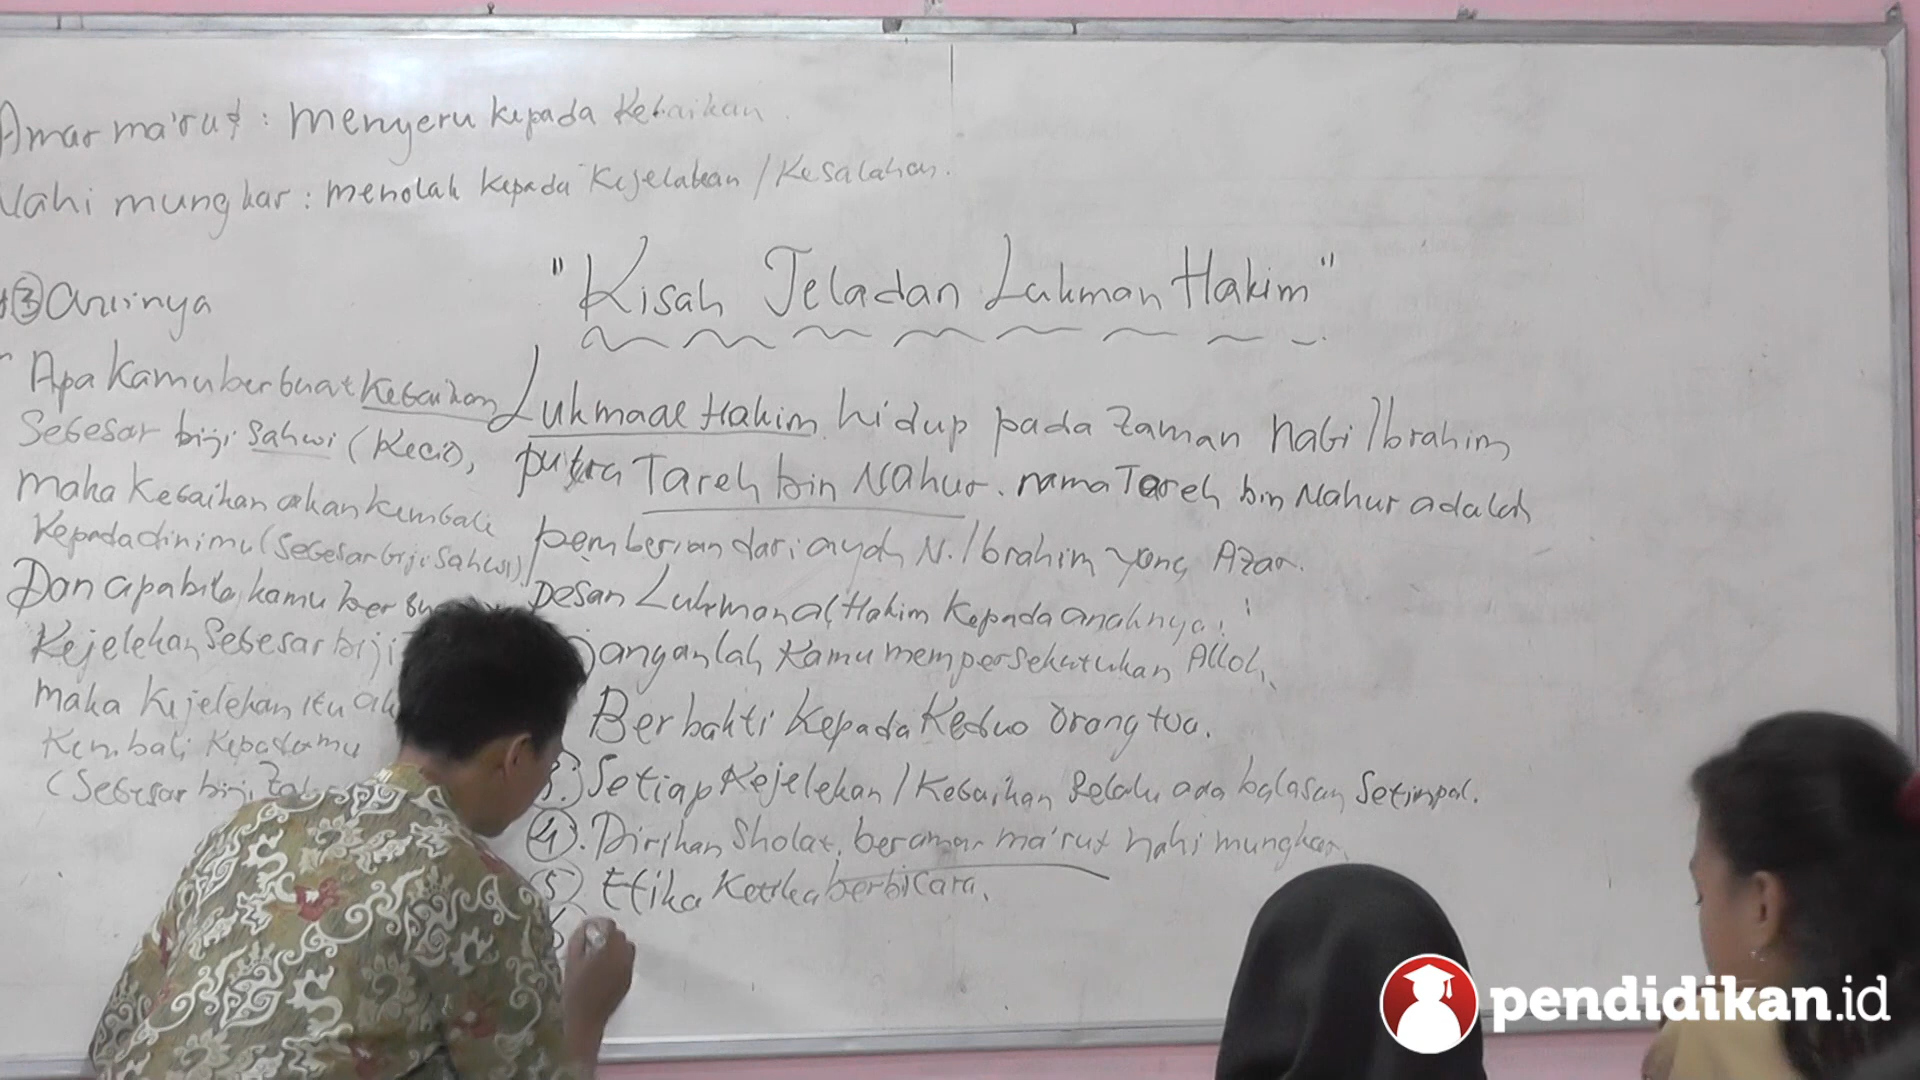 Amar ma'ruf : menyeru kepada kebaikan
Nahi mungkar : menolak kepada kejelekan / kesalahan.
③ Artinya
Apa kamu berbuat kebaikan
Sebesar biji sahwi (kecil),
maka kebaikan akan kembali
kepada dirimu (sebesar biji sahwi)
Dan apabila kamu ber
kejelekan sebesar biji
maka kejelekan itu
kembali kepadamu
(sebesar biji
"Kisah Teladan Lukman Hakim"
Lukmaal Hakim hidup pada zaman nabi Ibrahim
putra Tareh bin Nahur. nama Tareh bin Nahur adalah
pemberian dari ayah N. Ibrahim yang Azar.
pesan Lukman al Hakim kepada anaknya :
Janganlah kamu mempersekutukan Alloh,
Berbakti kepada kedua orang tua.
3.) Setiap kejelekan / kebaikan selalu ada balasan setimpal.
④. Dirikan Sholat, beramar ma'ruf nahi mungkar
⑤ Etika ketika berbicara.
pendidikan.id